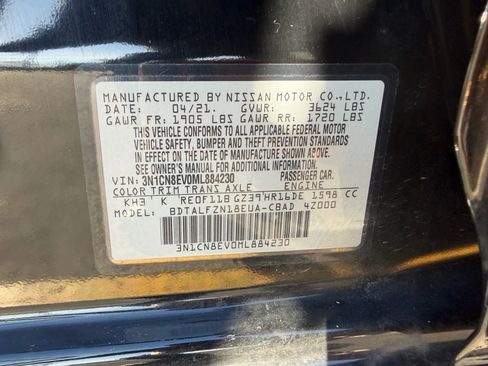 MANUFACTURED BY NISSAN MOTOR CO.,LTD.
DATE: 04/21. GVWR: 3624 LBS
GAWR FR: 1905 LBS GAWR RR: 1720 LBS
THIS VEHICLE CONFORMS TO ALL APPLICABLE FEDERAL MOTOR
VEHICLE SAFETY, BUMPER AND THEFT PREVENTION STANDARDS
IN EFFECT ON THE DATE OF MANUFACTURE SHOWN ABOVE.
SEE OWNER'S MANUAL FOR ADDITIONAL INFORMATION.
VIN: 3N1CN8EV0ML884230 PASSENGER CAR.
COLOR TRIM TRANS AXLE ENGINE
KH3 K RE0F11B GZ39 HR16DE 1598 CC
MODEL: BDTALFZN18EUA-CBAD 4Z000
3N1CN8EV0ML884230